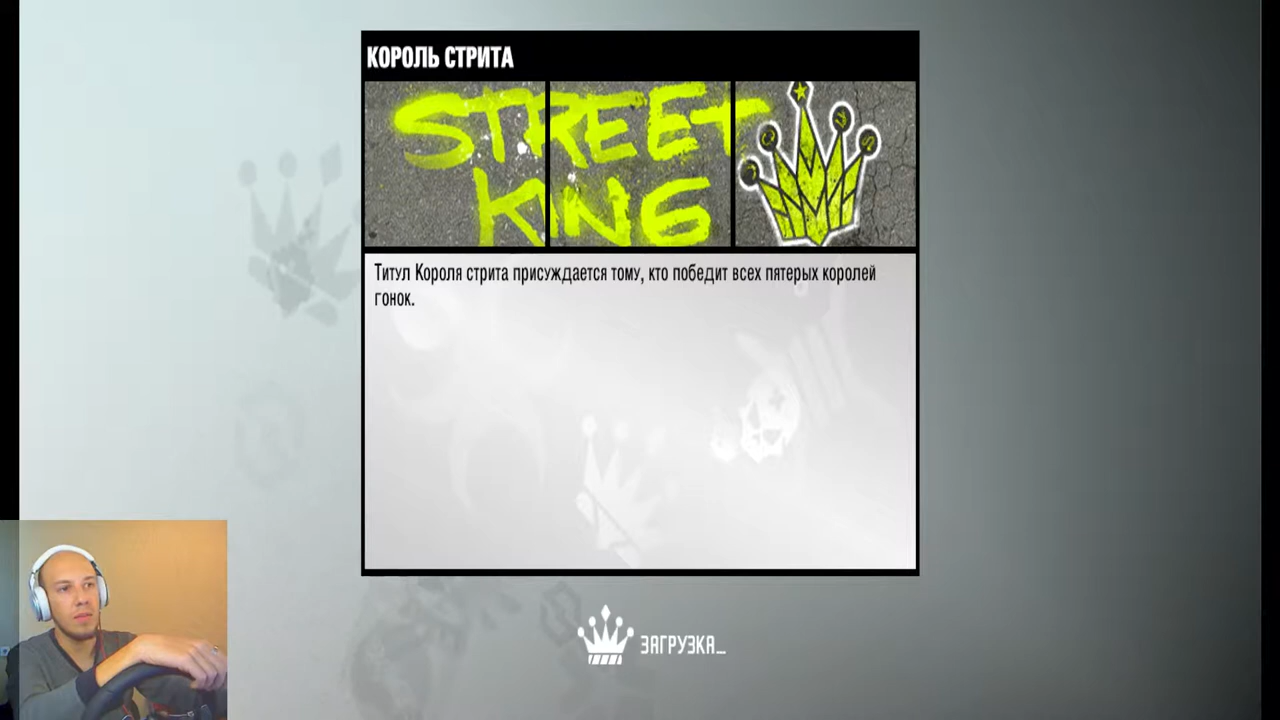 КОРОЛЬ СТРИТА
STREET
KING
Титул Короля стрита присуждается тому, кто победит всех пятерых королей
гонок.
ЗАГРУЗКА_